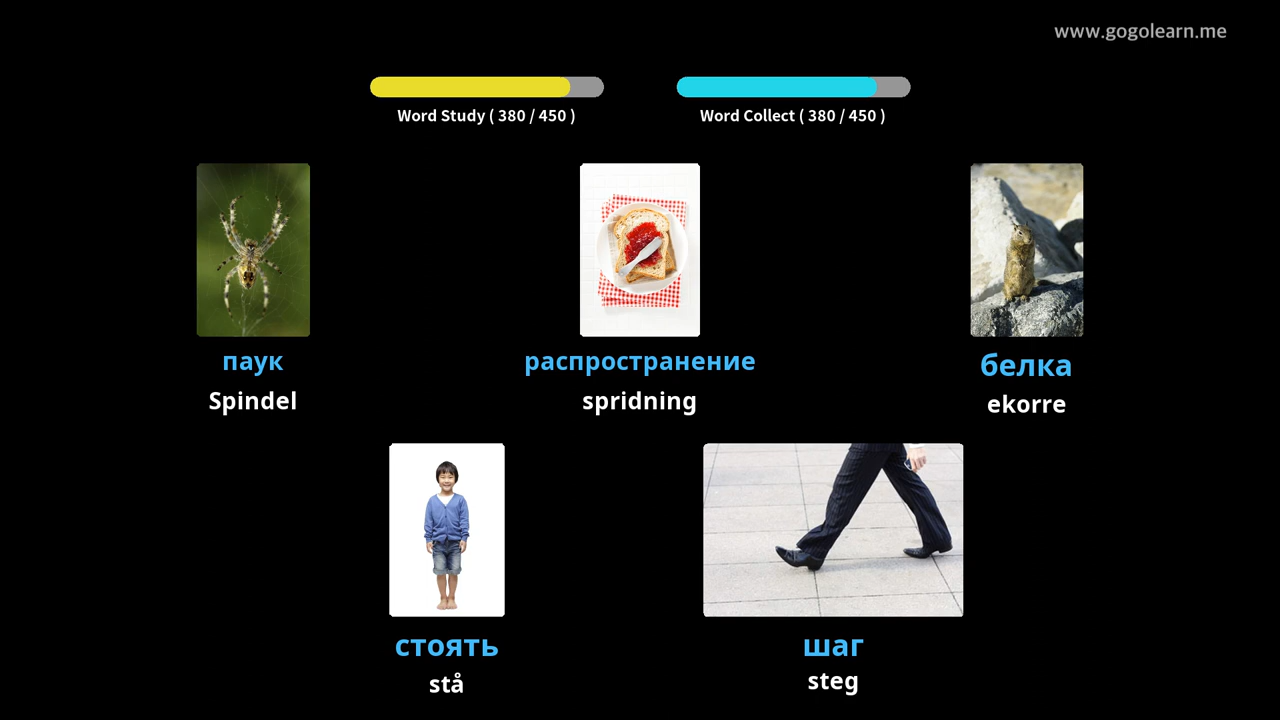 www.gogolearn.me
Word Study ( 380 / 450 )
Word Collect ( 380 / 450 )
паук
Spindel
распространение
spridning
белка
ekorre
стоять
stå
шаг
steg